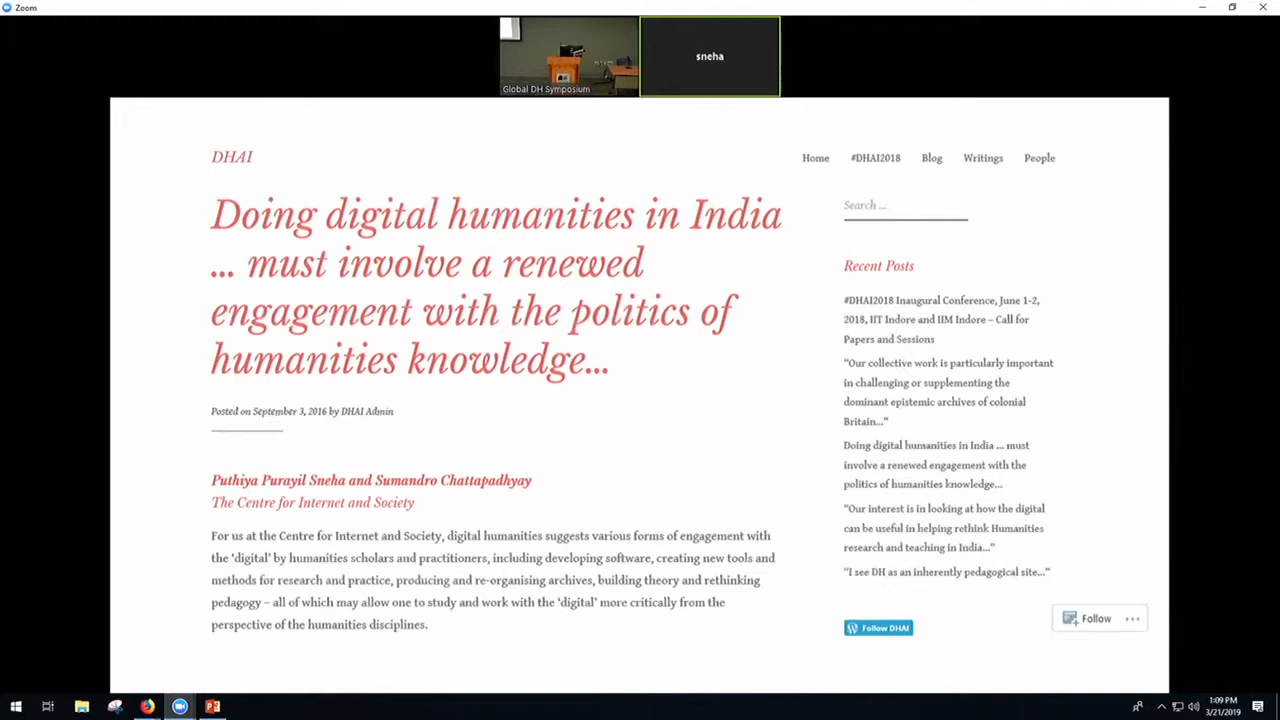 Zoom
Global DH Symposium
sneha
DHAI
Home #DHAI2018 Blog Writings People
Doing digital humanities in India
... must involve a renewed
engagement with the politics of
humanities knowledge...
Posted on September 3, 2016 by DHAI Admin
Puthiya Purayil Sneha and Sumandro Chattapadhyay
The Centre for Internet and Society
For us at the Centre for Internet and Society, digital humanities suggests various forms of engagement with
the ‘digital’ by humanities scholars and practitioners, including developing software, creating new tools and
methods for research and practice, producing and re-organising archives, building theory and rethinking
pedagogy – all of which may allow one to study and work with the ‘digital’ more critically from the
perspective of the humanities disciplines.
Search ...
Recent Posts
#DHAI2018 Inaugural Conference, June 1-2,
2018, IIT Indore and IIM Indore – Call for
Papers and Sessions
“Our collective work is particularly important
in challenging or supplementing the
dominant epistemic archives of colonial
Britain...”
Doing digital humanities in India ... must
involve a renewed engagement with the
politics of humanities knowledge...
“Our interest is in looking at how the digital
can be useful in helping rethink Humanities
research and teaching in India...”
“I see DH as an inherently pedagogical site...”
Follow DHAI
Follow
1:09 PM
3/21/2019